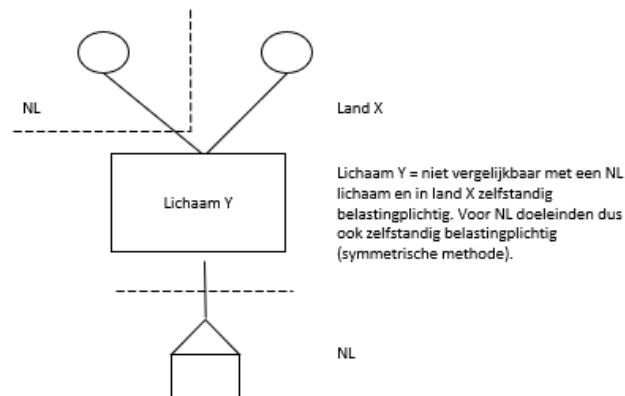 NL
Land X
Lichaam Y
Lichaam Y = niet vergelijkbaar met een NL
lichaam en in land X zelfstandig
belastingplichtig. Voor NL doeleinden dus
ook zelfstandig belastingplichtig
(symmetrische methode).
NL